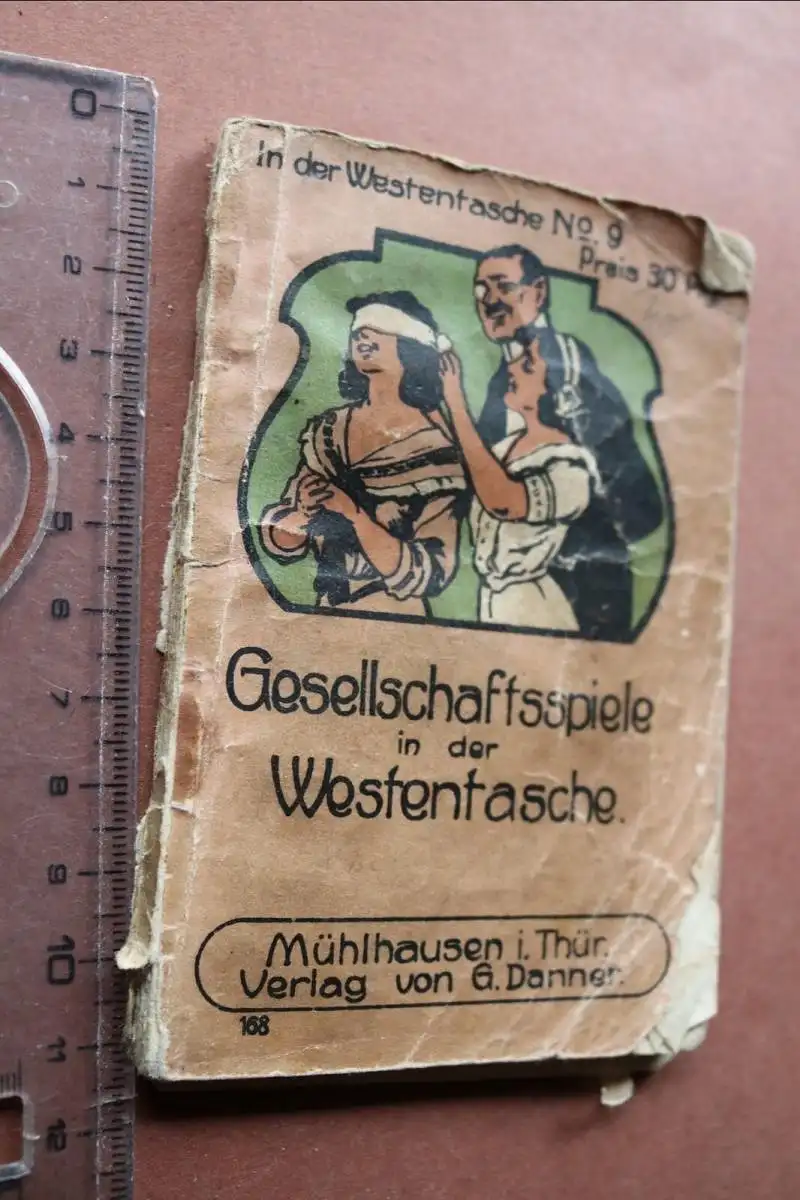 0
1
2
3
4
5
6
7
8
9
10
11
12
In der Westentasche No. 9
Preis 30
Gesellschaftsspiele
in der
Westentasche.
Mühlhausen i. Thür.
Verlag von G. Danner.
168